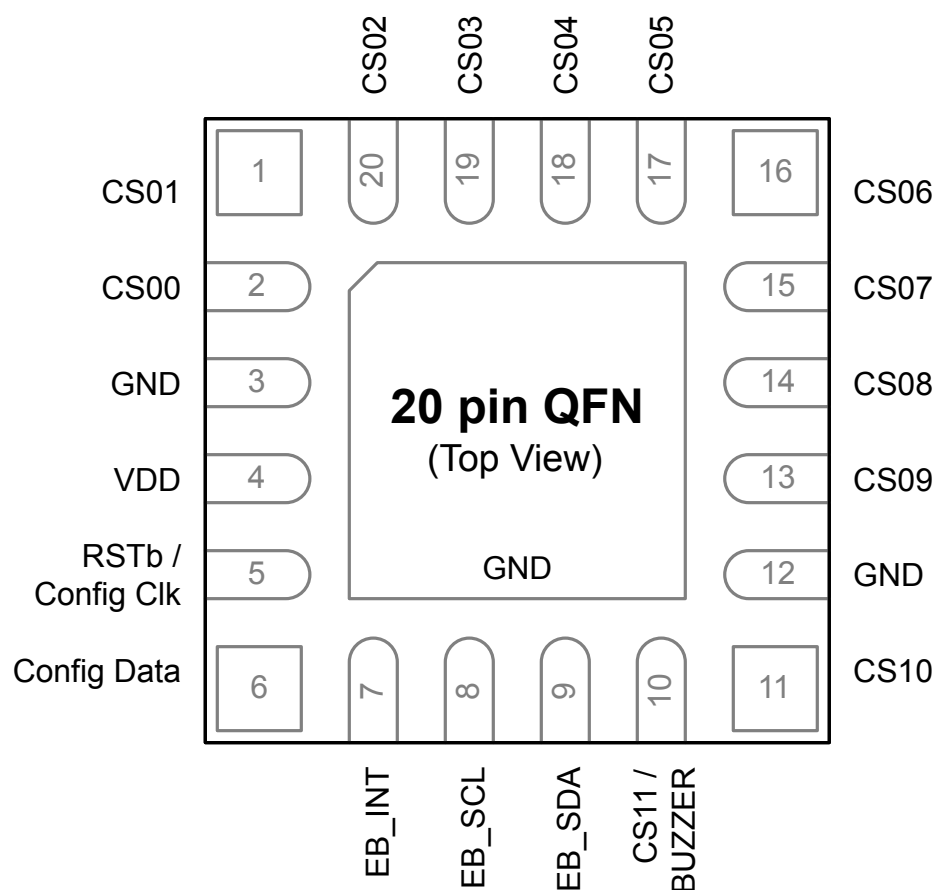 CS02
CS03
CS04
CS05
1
20
19
18
17
16
CS01
CS06
CS00
2
15
CS07
GND
3
14
CS08
20 pin QFN
(Top View)
VDD
4
13
CS09
RSTb /
Config Clk
5
GND
12
GND
Config Data
6
7
8
9
10
11
CS10
EB_INT
EB_SCL
EB_SDA
CS11 /
BUZZER